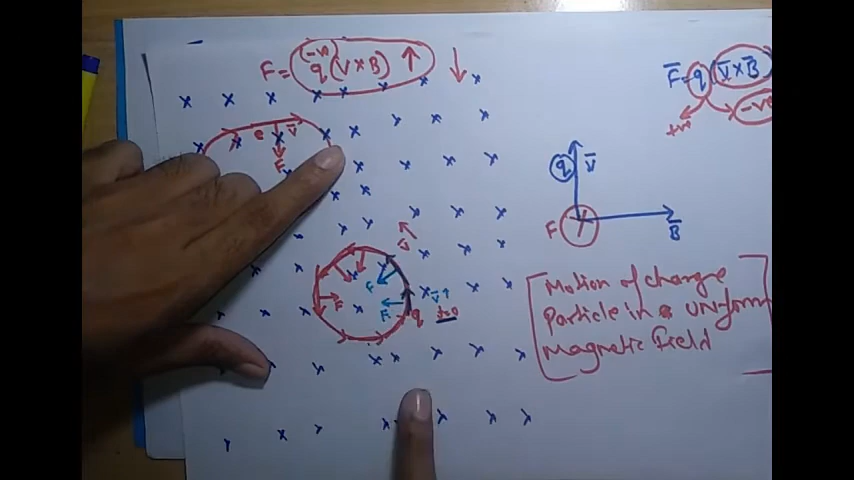 F = (-ve) q (V×B) ↑ ↓
F̄ = q (V̄×B̄)
+ve -ve
e V̄
F
q V̄
F B̄
V̄
F F V̄ ↑
F q t=0
[Motion of charge
Particle in a Uniform
Magnetic Field]